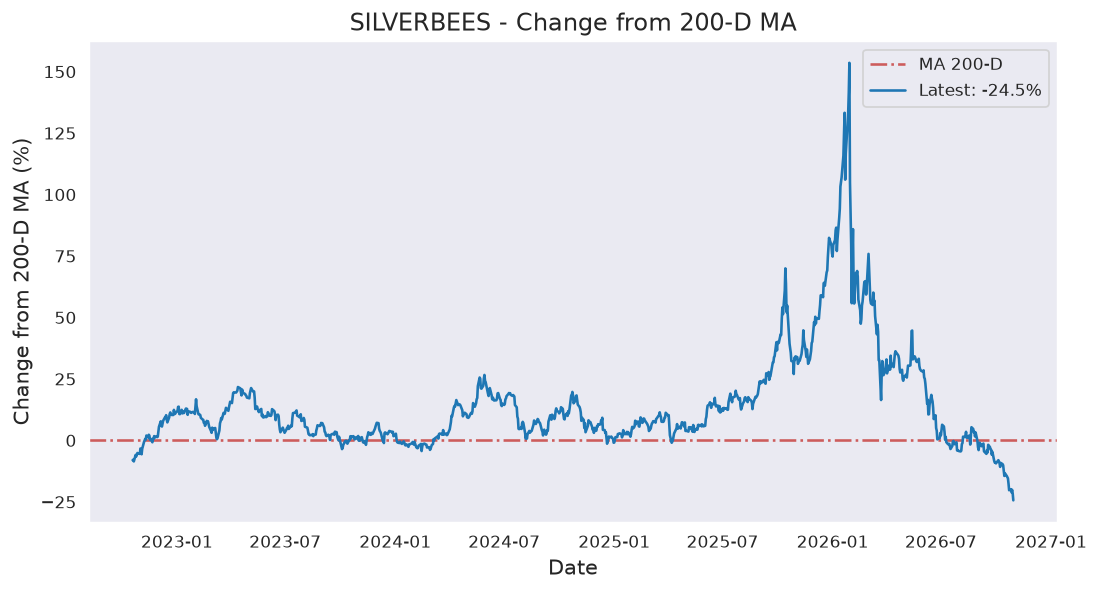 SILVERBEES - Change from 200-D MA
MA 200-D
Latest: -24.5%
Change from 200-D MA (%)
150
125
100
75
50
25
0
−25
2023-01 2023-07 2024-01 2024-07 2025-01 2025-07 2026-01 2026-07 2027-01
Date